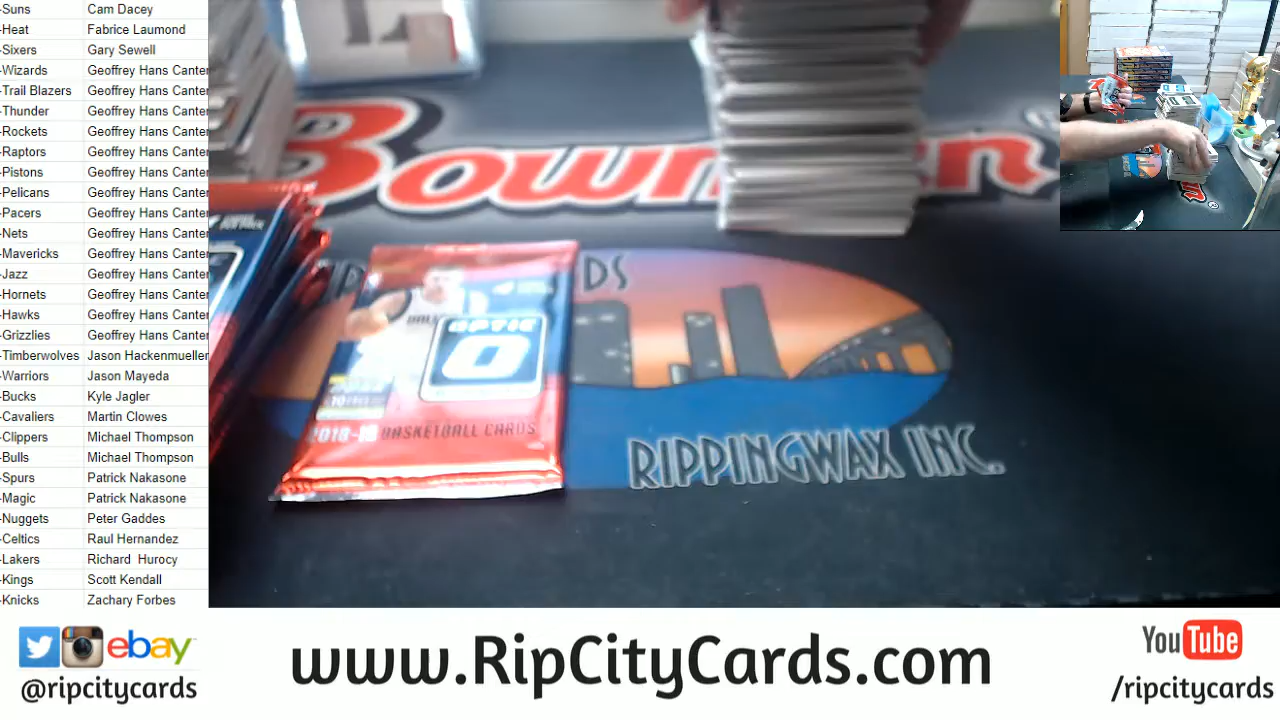 -Suns Cam Dacey
-Heat Fabrice Laumond
-Sixers Gary Sewell
-Wizards Geoffrey Hans Canter
-Trail Blazers Geoffrey Hans Canter
-Thunder Geoffrey Hans Canter
-Rockets Geoffrey Hans Canter
-Raptors Geoffrey Hans Canter
-Pistons Geoffrey Hans Canter
-Pelicans Geoffrey Hans Canter
-Pacers Geoffrey Hans Canter
-Nets Geoffrey Hans Canter
-Mavericks Geoffrey Hans Canter
-Jazz Geoffrey Hans Canter
-Hornets Geoffrey Hans Canter
-Hawks Geoffrey Hans Canter
-Grizzlies Geoffrey Hans Canter
-Timberwolves Jason Hackenmueller
-Warriors Jason Mayeda
-Bucks Kyle Jagler
-Cavaliers Martin Clowes
-Clippers Michael Thompson
-Bulls Michael Thompson
-Spurs Patrick Nakasone
-Magic Patrick Nakasone
-Nuggets Peter Gaddes
-Celtics Raul Hernandez
-Lakers Richard Hurocy
-Kings Scott Kendall
-Knicks Zachary Forbes
OPTIC
2018-19 BASKETBALL CARDS
RIPPINGWAX INC.
ebay
@ripcitycards
www.RipCityCards.com
YouTube
/ripcitycards